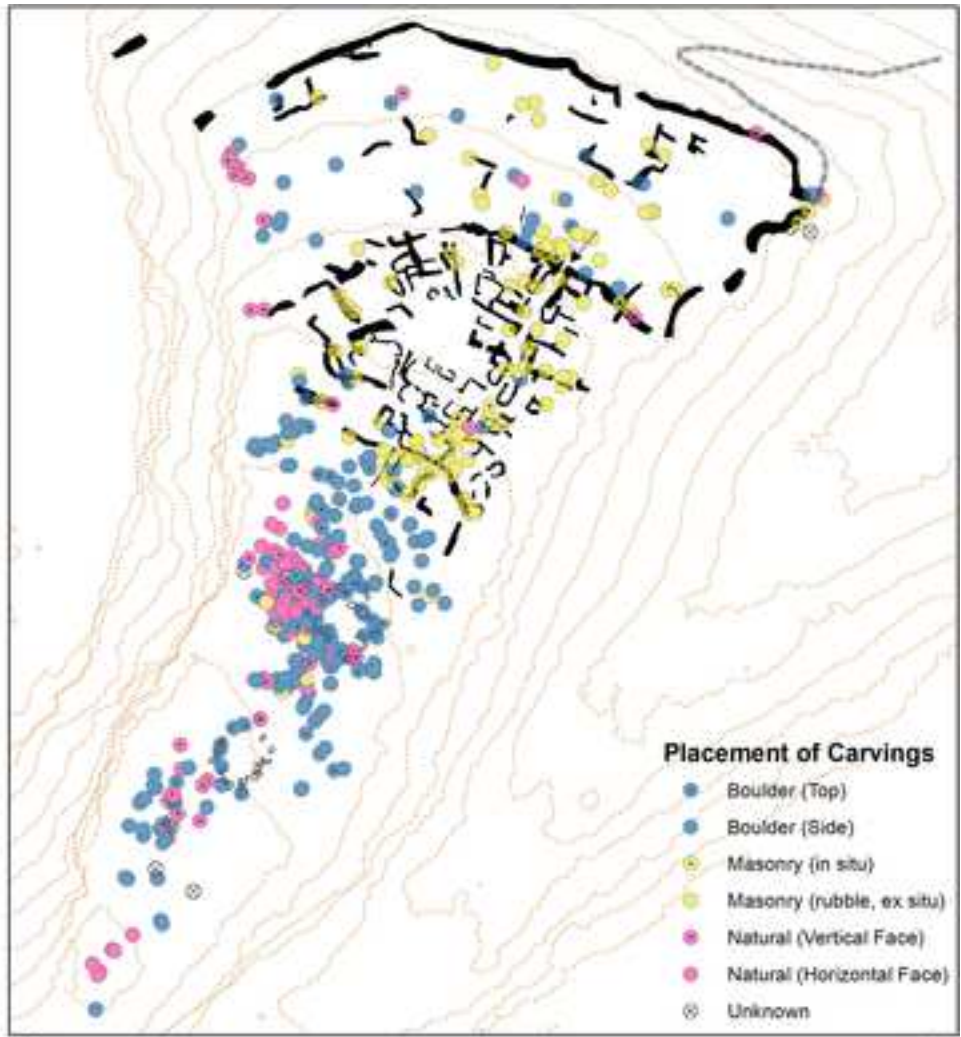 Placement of Carvings
Boulder (Top)
Boulder (Side)
Masonry (in situ)
Masonry (rubble, ex situ)
Natural (Vertical Face)
Natural (Horizontal Face)
Unknown